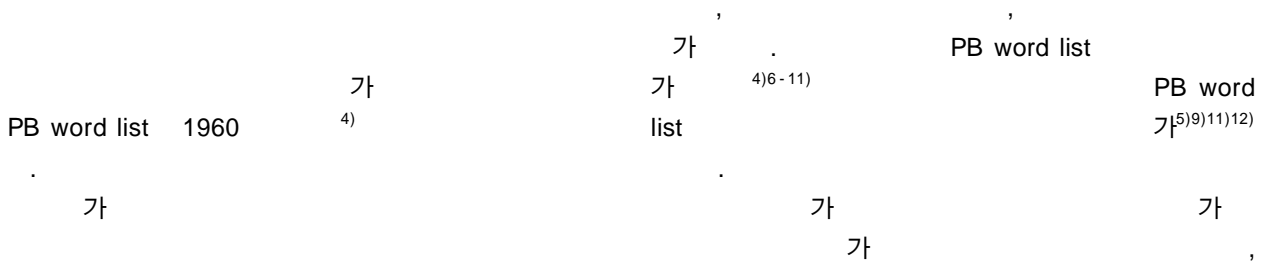 가
PB word list 1960 4)
.
가
, ,
가 . PB word list
가 4)6-11) PB word
list 가5)9)11)12)
.
가 가
가 ,